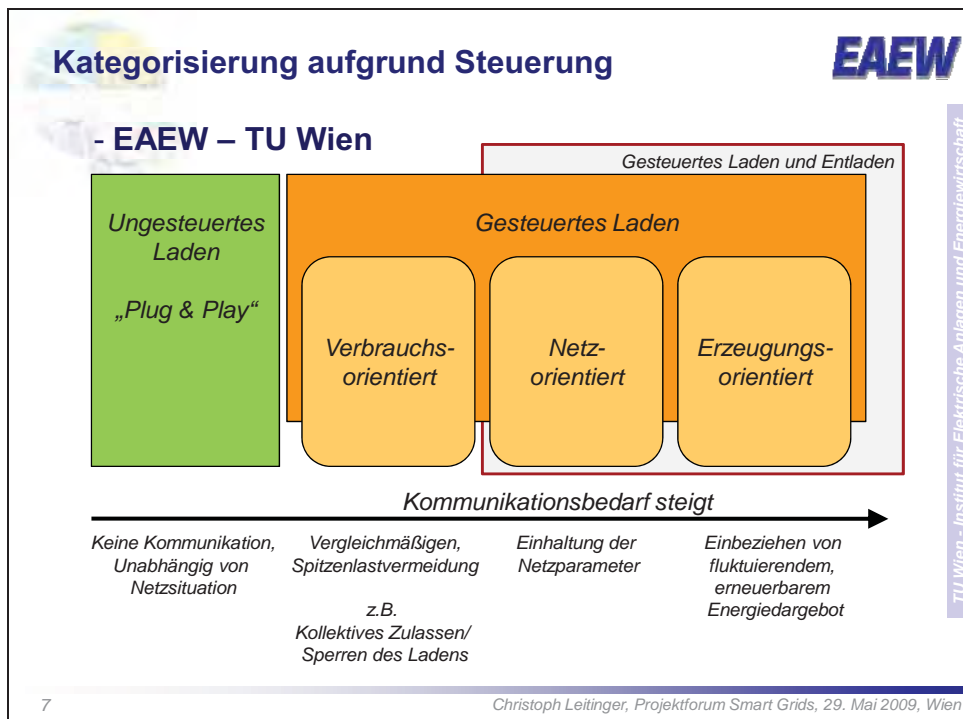 Kategorisierung aufgrund Steuerung
EAEW
- EAEW – TU Wien
Gesteuertes Laden und Entladen
Ungesteuertes
Laden
„Plug & Play“
Gesteuertes Laden
Verbrauchs-
orientiert
Netz-
orientiert
Erzeugungs-
orientiert
Kommunikationsbedarf steigt
Keine Kommunikation,
Unabhängig von
Netzsituation
Vergleichmäßigen,
Spitzenlastvermeidung
z.B.
Kollektives Zulassen/
Sperren des Ladens
Einhaltung der
Netzparameter
Einbeziehen von
fluktuierendem,
erneuerbarem
Energiedargebot
TU Wien - Institut für Elektrische Anlagen und Energiewirtschaft
7
Christoph Leitinger, Projektforum Smart Grids, 29. Mai 2009, Wien